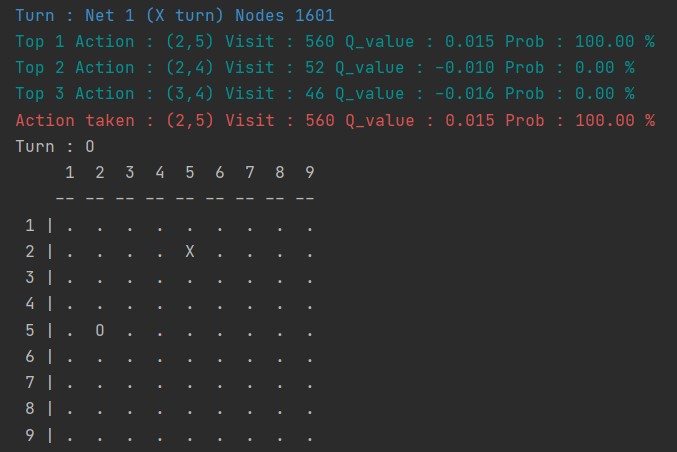 Turn : Net 1 (X turn) Nodes 1601
Top 1 Action : (2,5) Visit : 560 Q_value : 0.015 Prob : 100.00 %
Top 2 Action : (2,4) Visit : 52 Q_value : -0.010 Prob : 0.00 %
Top 3 Action : (3,4) Visit : 46 Q_value : -0.016 Prob : 0.00 %
Action taken : (2,5) Visit : 560 Q_value : 0.015 Prob : 100.00 %
Turn : O
     1  2  3  4  5  6  7  8  9
    -- -- -- -- -- -- -- -- --
 1 | .  .  .  .  .  .  .  .  .
 2 | .  .  .  .  X  .  .  .  .
 3 | .  .  .  .  .  .  .  .  .
 4 | .  .  .  .  .  .  .  .  .
 5 | .  O  .  .  .  .  .  .  .
 6 | .  .  .  .  .  .  .  .  .
 7 | .  .  .  .  .  .  .  .  .
 8 | .  .  .  .  .  .  .  .  .
 9 | .  .  .  .  .  .  .  .  .